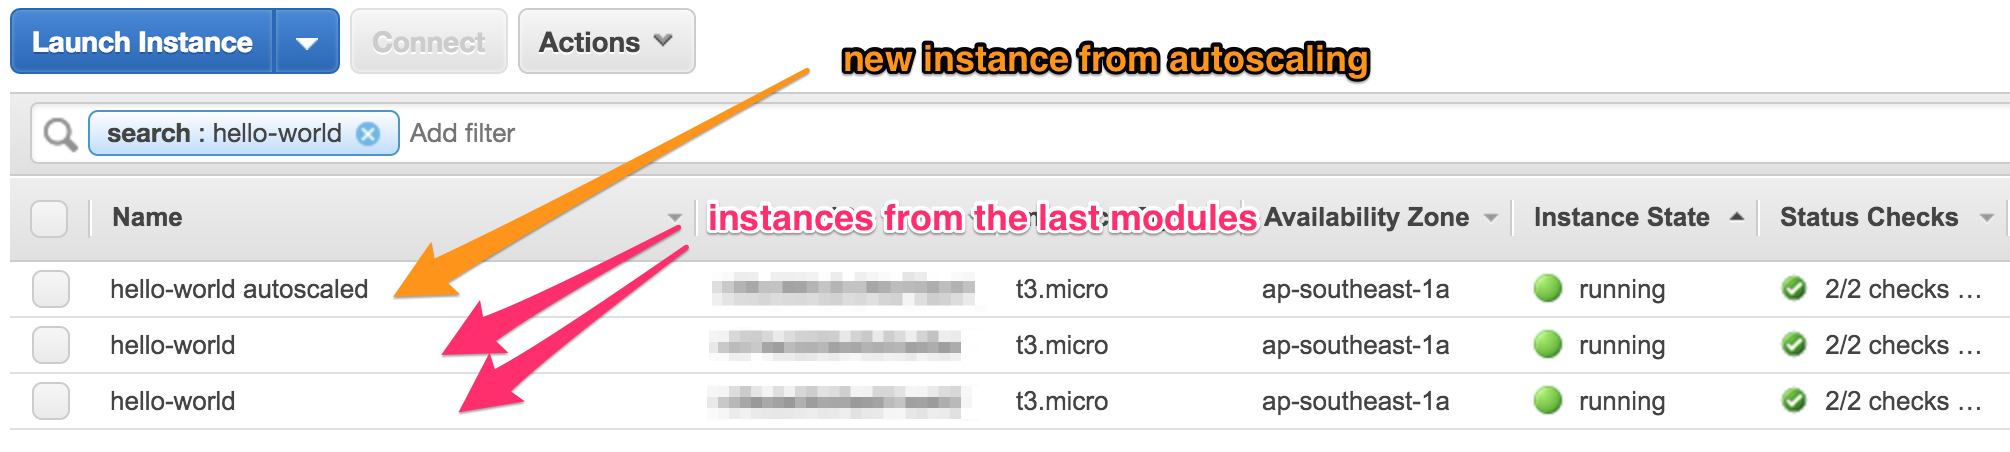 Launch Instance Connect Actions
new instance from autoscaling
search : hello-world Add filter
Name instances from the last modules Availability Zone Instance State Status Checks
hello-world autoscaled t3.micro ap-southeast-1a running 2/2 checks …
hello-world t3.micro ap-southeast-1a running 2/2 checks …
hello-world t3.micro ap-southeast-1a running 2/2 checks …